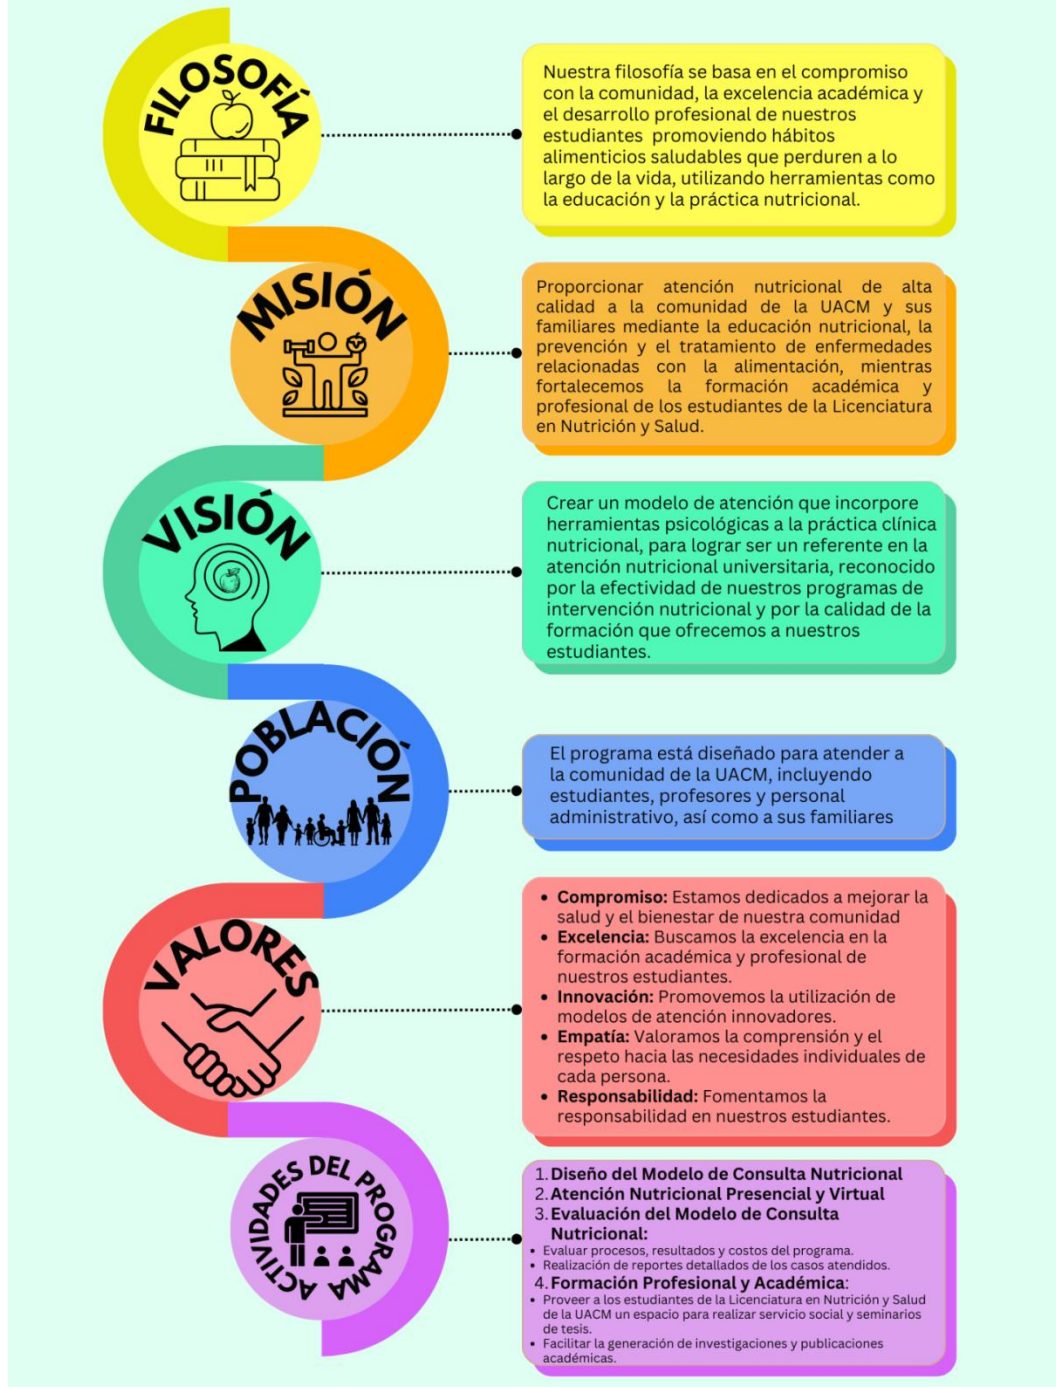 FILOSOFÍA
Nuestra filosofía se basa en el compromiso
con la comunidad, la excelencia académica y
el desarrollo profesional de nuestros
estudiantes promoviendo hábitos
alimenticios saludables que perduren a lo
largo de la vida, utilizando herramientas como
la educación y la práctica nutricional.
MISIÓN
Proporcionar atención nutricional de alta
calidad a la comunidad de la UACM y sus
familiares mediante la educación nutricional, la
prevención y el tratamiento de enfermedades
relacionadas con la alimentación, mientras
fortalecemos la formación académica y
profesional de los estudiantes de la Licenciatura
en Nutrición y Salud.
VISIÓN
Crear un modelo de atención que incorpore
herramientas psicológicas a la práctica clínica
nutricional, para lograr ser un referente en la
atención nutricional universitaria, reconocido
por la efectividad de nuestros programas de
intervención nutricional y por la calidad de la
formación que ofrecemos a nuestros
estudiantes.
POBLACIÓN
El programa está diseñado para atender a
la comunidad de la UACM, incluyendo
estudiantes, profesores y personal
administrativo, así como a sus familiares
VALORES
• Compromiso: Estamos dedicados a mejorar la
salud y el bienestar de nuestra comunidad
• Excelencia: Buscamos la excelencia en la
formación académica y profesional de
nuestros estudiantes.
• Innovación: Promovemos la utilización de
modelos de atención innovadores.
• Empatía: Valoramos la comprensión y el
respeto hacia las necesidades individuales de
cada persona.
• Responsabilidad: Fomentamos la
responsabilidad en nuestros estudiantes.
ACTIVIDADES DEL PROGRAMA
1. Diseño del Modelo de Consulta Nutricional
2. Atención Nutricional Presencial y Virtual
3. Evaluación del Modelo de Consulta
Nutricional:
• Evaluar procesos, resultados y costos del programa.
• Realización de reportes detallados de los casos atendidos.
4. Formación Profesional y Académica:
• Proveer a los estudiantes de la Licenciatura en Nutrición y Salud
de la UACM un espacio para realizar servicio social y seminarios
de tesis.
• Facilitar la generación de investigaciones y publicaciones
académicas.